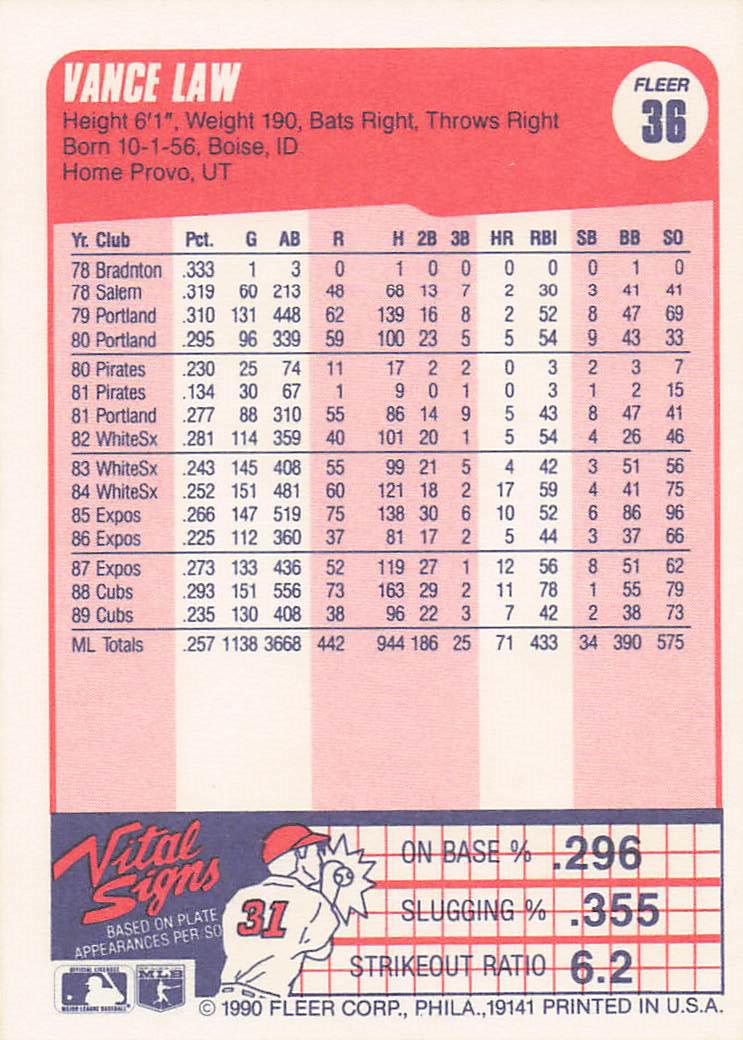 VANCE LAW
FLEER
36
Height 6'1", Weight 190, Bats Right, Throws Right
Born 10-1-56, Boise, ID
Home Provo, UT
Yr. Club Pct. G AB R H 2B 3B HR RBI SB BB SO
78 Bradnton .333 1 3 0 1 0 0 0 0 0 1 0
78 Salem .319 60 213 48 68 13 7 2 30 3 41 41
79 Portland .310 131 448 62 139 16 8 2 52 8 47 69
80 Portland .295 96 339 59 100 23 5 5 54 9 43 33
80 Pirates .230 25 74 11 17 2 2 0 3 2 3 7
81 Pirates .134 30 67 1 9 0 1 0 3 1 2 15
81 Portland .277 88 310 55 86 14 9 5 43 8 47 41
82 WhiteSx .281 114 359 40 101 20 1 5 54 4 26 46
83 WhiteSx .243 145 408 55 99 21 5 4 42 3 51 56
84 WhiteSx .252 151 481 60 121 18 2 17 59 4 41 75
85 Expos .266 147 519 75 138 30 6 10 52 6 86 96
86 Expos .225 112 360 37 81 17 2 5 44 3 37 66
87 Expos .273 133 436 52 119 27 1 12 56 8 51 62
88 Cubs .293 151 556 73 163 29 2 11 78 1 55 79
89 Cubs .235 130 408 38 96 22 3 7 42 2 38 73
ML Totals .257 1138 3668 442 944 186 25 71 433 34 390 575
Vital
Signs
BASED ON PLATE
APPEARANCES PER SO
31
ON BASE % .296
SLUGGING % .355
STRIKEOUT RATIO 6.2
OFFICIAL LICENSEE
MAJOR LEAGUE BASEBALL
MLB
© 1990 FLEER CORP., PHILA.,19141 PRINTED IN U.S.A.